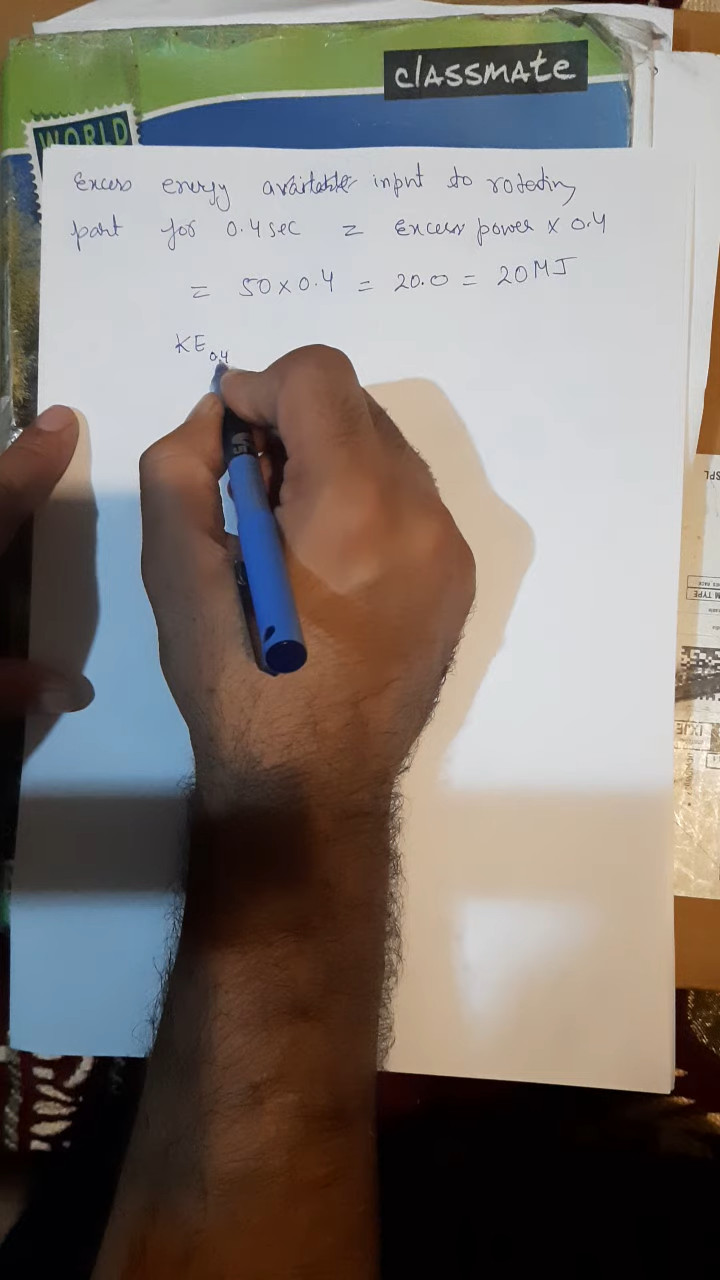 classmate
WORLD
Excess energy available input to rotating
part for 0.4 sec = Excess power × 0.4
= 50 × 0.4 = 20.0 = 20 MJ
KE0.4